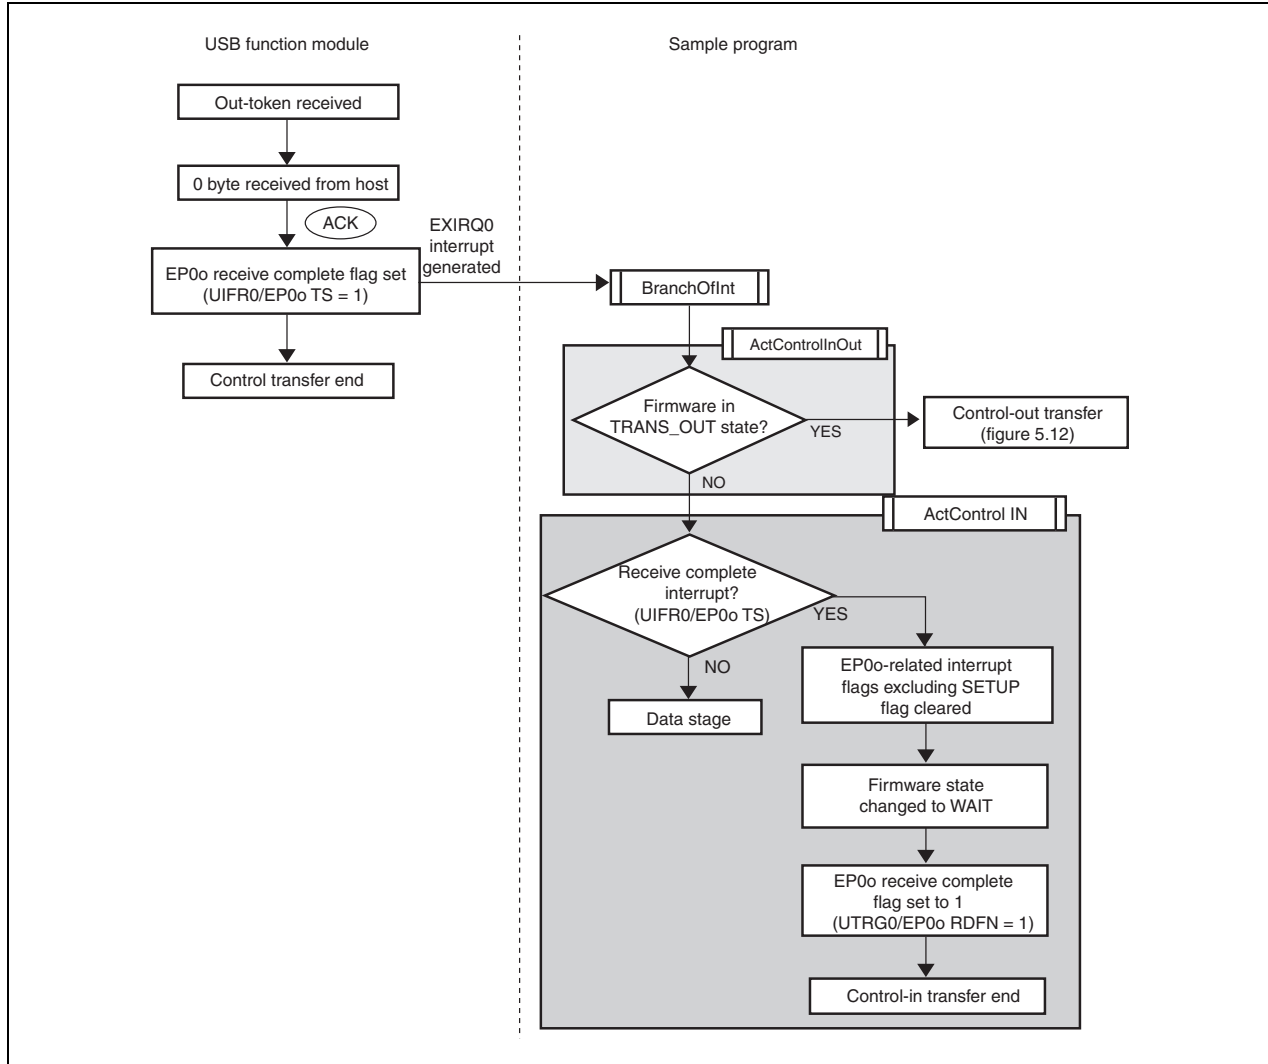 USB function module
Sample program
Out-token received
0 byte received from host
ACK
EXIRQ0
interrupt
generated
EP0o receive complete flag set
(UIFR0/EP0o TS = 1)
BranchOfInt
Control transfer end
ActControlInOut
Firmware in
TRANS_OUT state?
YES
Control-out transfer
(figure 5.12)
NO
ActControl IN
Receive complete
interrupt?
(UIFR0/EP0o TS)
YES
NO
Data stage
EP0o-related interrupt
flags excluding SETUP
flag cleared
Firmware state
changed to WAIT
EP0o receive complete
flag set to 1
(UTRG0/EP0o RDFN = 1)
Control-in transfer end